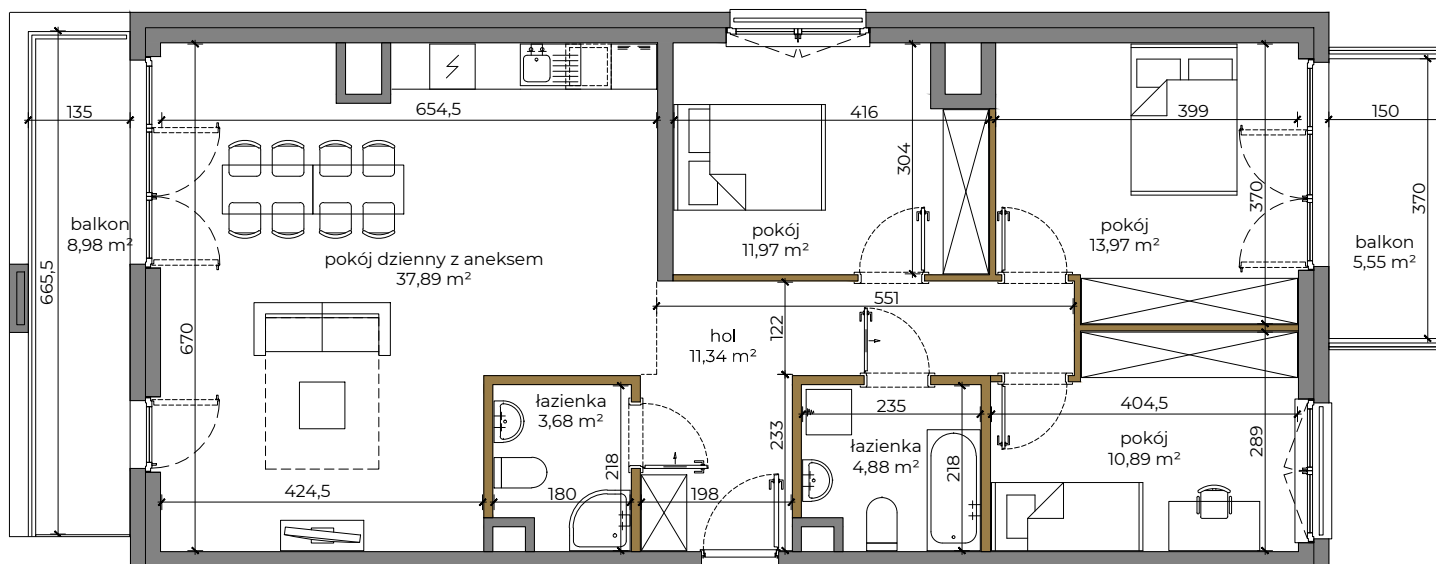 135
654,5
416
399
150
304
370
370
balkon
8,98 m²
pokój dzienny z aneksem
37,89 m²
pokój
11,97 m²
pokój
13,97 m²
balkon
5,55 m²
665,5
670
551
122
hol
11,34 m²
łazienka
3,68 m²
218
233
235
łazienka
4,88 m²
218
404,5
pokój
10,89 m²
289
424,5
180
198